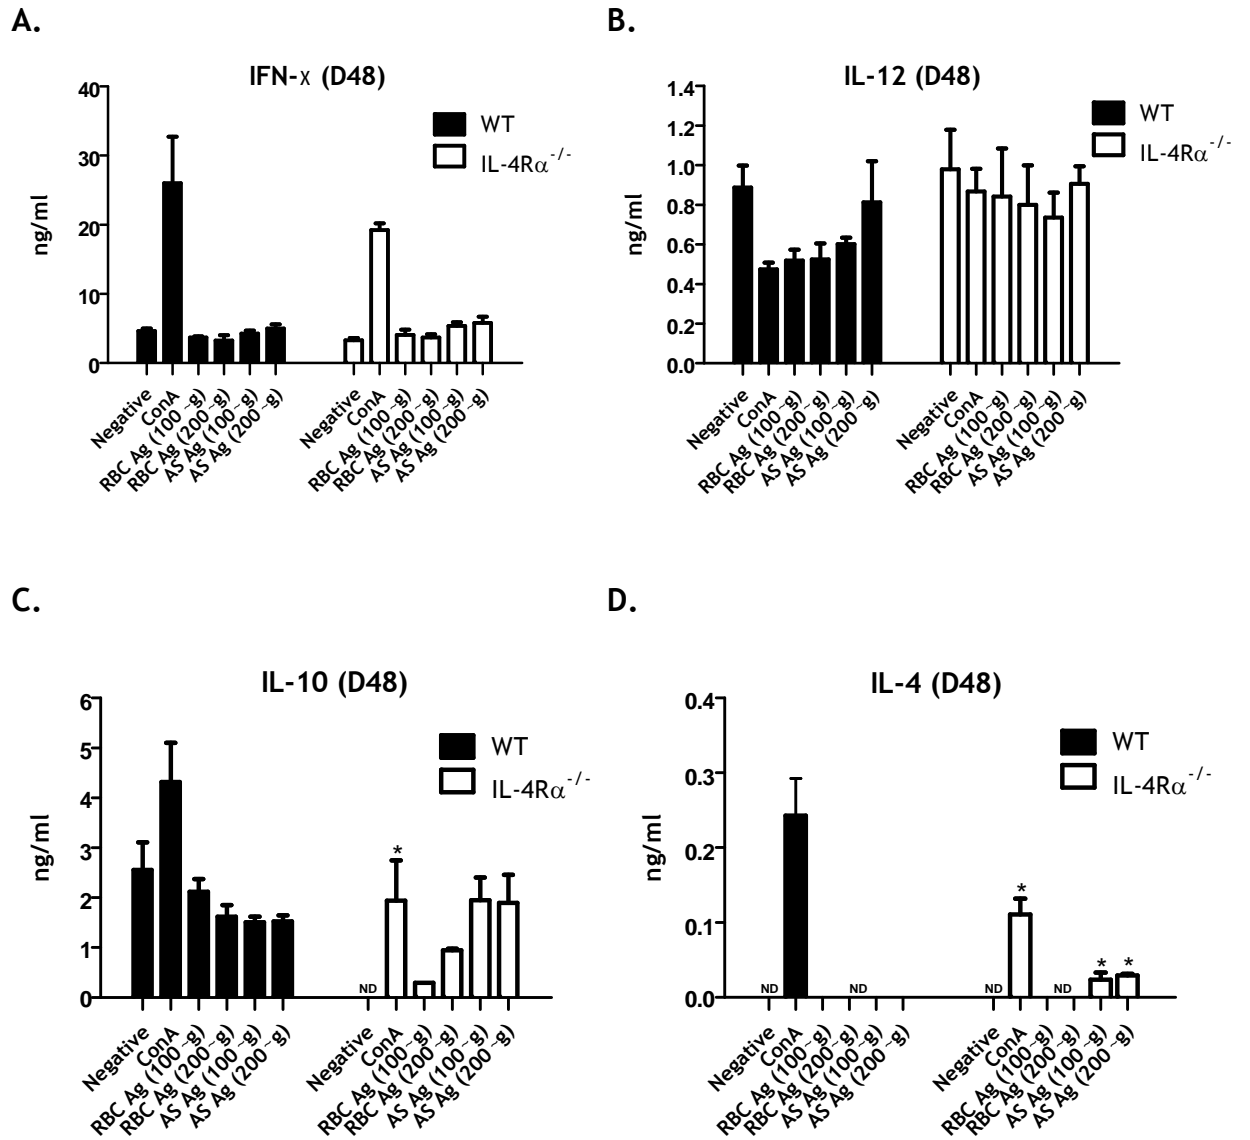 A.
IFN-χ (D48)
40
30
20
10
0
ng/ml
WT
IL-4Rα-/-
Negative
ConA
RBC Ag (100~g)
RBC Ag (200~g)
AS Ag (100~g)
AS Ag (200~g)
Negative
ConA
RBC Ag (100~g)
RBC Ag (200~g)
AS Ag (100~g)
AS Ag (200~g)
B.
IL-12 (D48)
1.4
1.2
1.0
0.8
0.6
0.4
0.2
0.0
ng/ml
WT
IL-4Rα-/-
Negative
ConA
RBC Ag (100~g)
RBC Ag (200~g)
AS Ag (100~g)
AS Ag (200~g)
Negative
ConA
RBC Ag (100~g)
RBC Ag (200~g)
AS Ag (100~g)
AS Ag (200~g)
C.
IL-10 (D48)
6
5
4
3
2
1
0
ng/ml
WT
IL-4Rα-/-
*
ND
Negative
ConA
RBC Ag (100~g)
RBC Ag (200~g)
AS Ag (100~g)
AS Ag (200~g)
Negative
ConA
RBC Ag (100~g)
RBC Ag (200~g)
AS Ag (100~g)
AS Ag (200~g)
D.
IL-4 (D48)
0.4
0.3
0.2
0.1
0.0
ng/ml
WT
IL-4Rα-/-
*
* *
ND ND ND ND
Negative
ConA
RBC Ag (100~g)
RBC Ag (200~g)
AS Ag (100~g)
AS Ag (200~g)
Negative
ConA
RBC Ag (100~g)
RBC Ag (200~g)
AS Ag (100~g)
AS Ag (200~g)